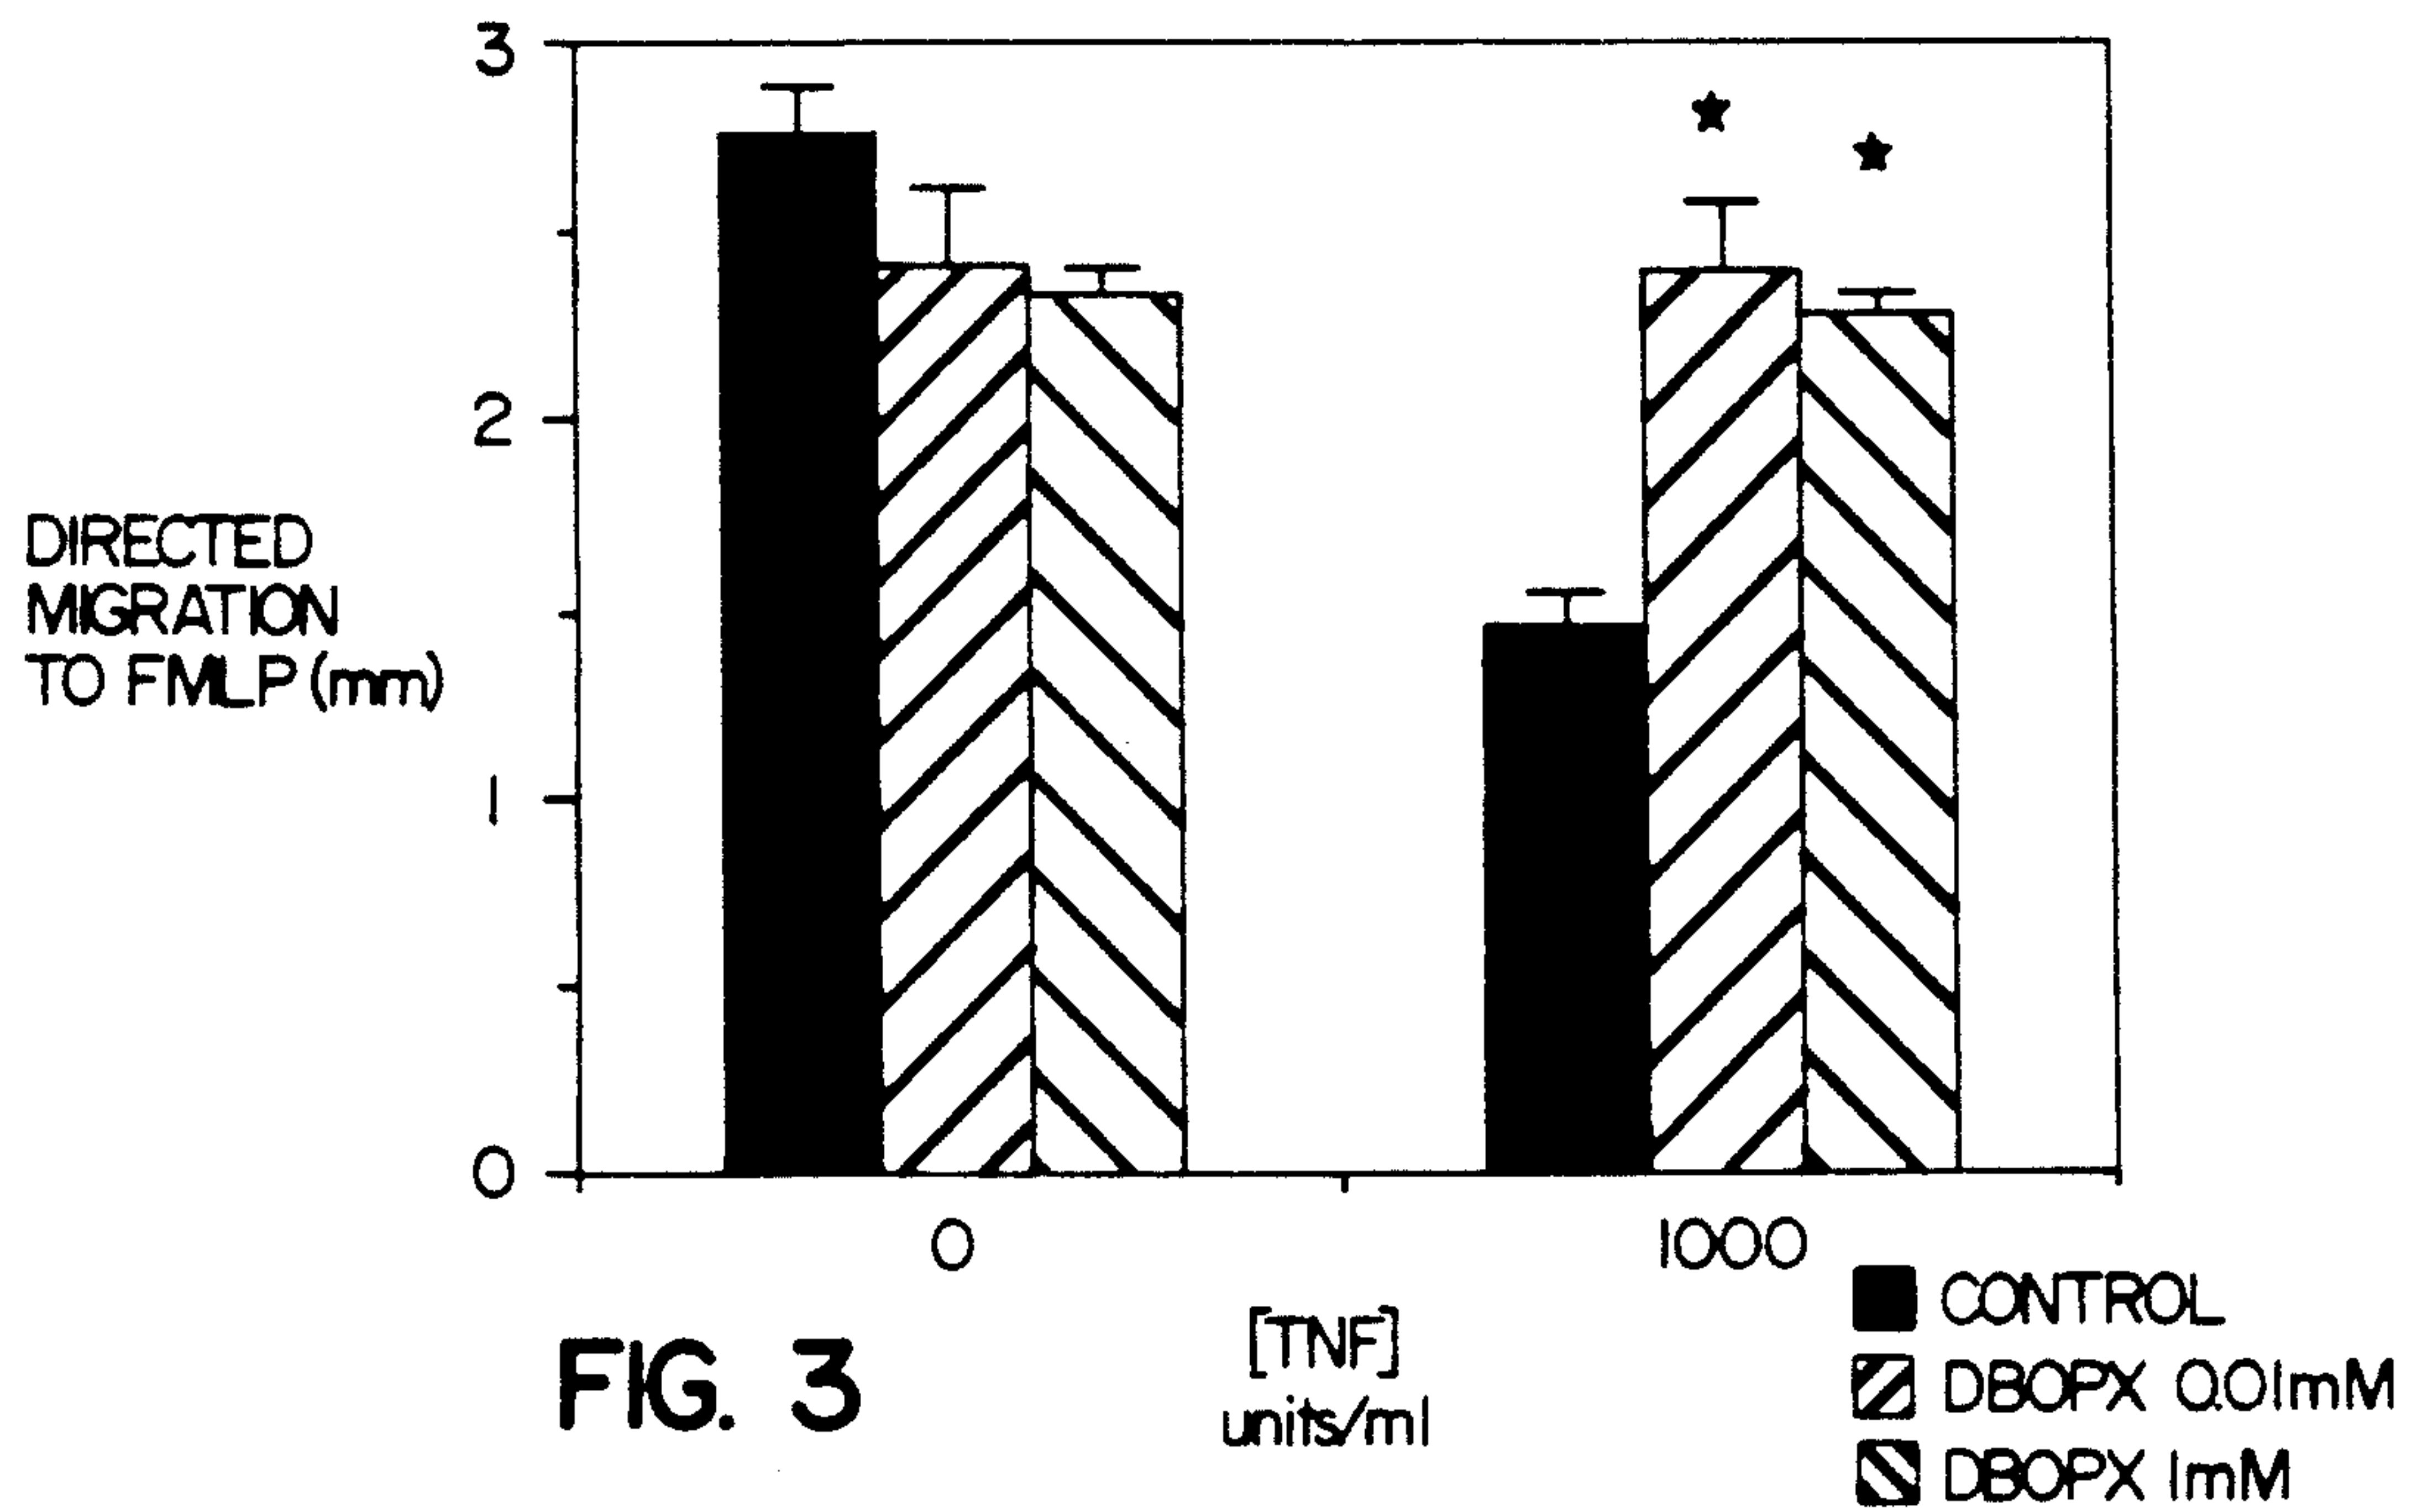 3
2
DIRECTED
MIGRATION
TO FMLP (mm)
1
0
0 1000
[TNF]
units/ml
CONTROL
DBOPX 0.01mM
DBOPX 1mM
FIG. 3